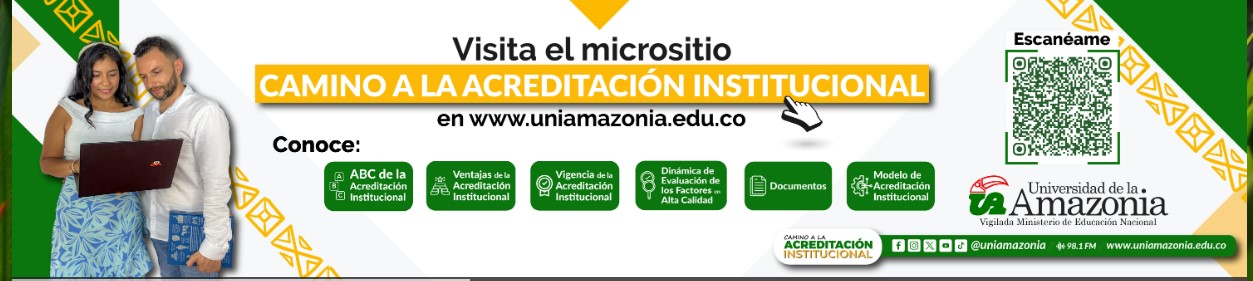 Visita el micrositio
CAMINO A LA ACREDITACIÓN INSTITUCIONAL
en www.uniamazonia.edu.co
Conoce:
ABC de la
Acreditación
Institucional
Ventajas de la
Acreditación
Institucional
Vigencia de la
Acreditación
Institucional
Dinámica de
Evaluación de
los Factores en
Alta Calidad
Documentos
Modelo de
Acreditación
Institucional
Escanéame
Universidad de la
Amazonia
Vigilada Ministerio de Educación Nacional
CAMINO A LA
ACREDITACIÓN
INSTITUCIONAL
@uniamazonia 98.1 FM www.uniamazonia.edu.co